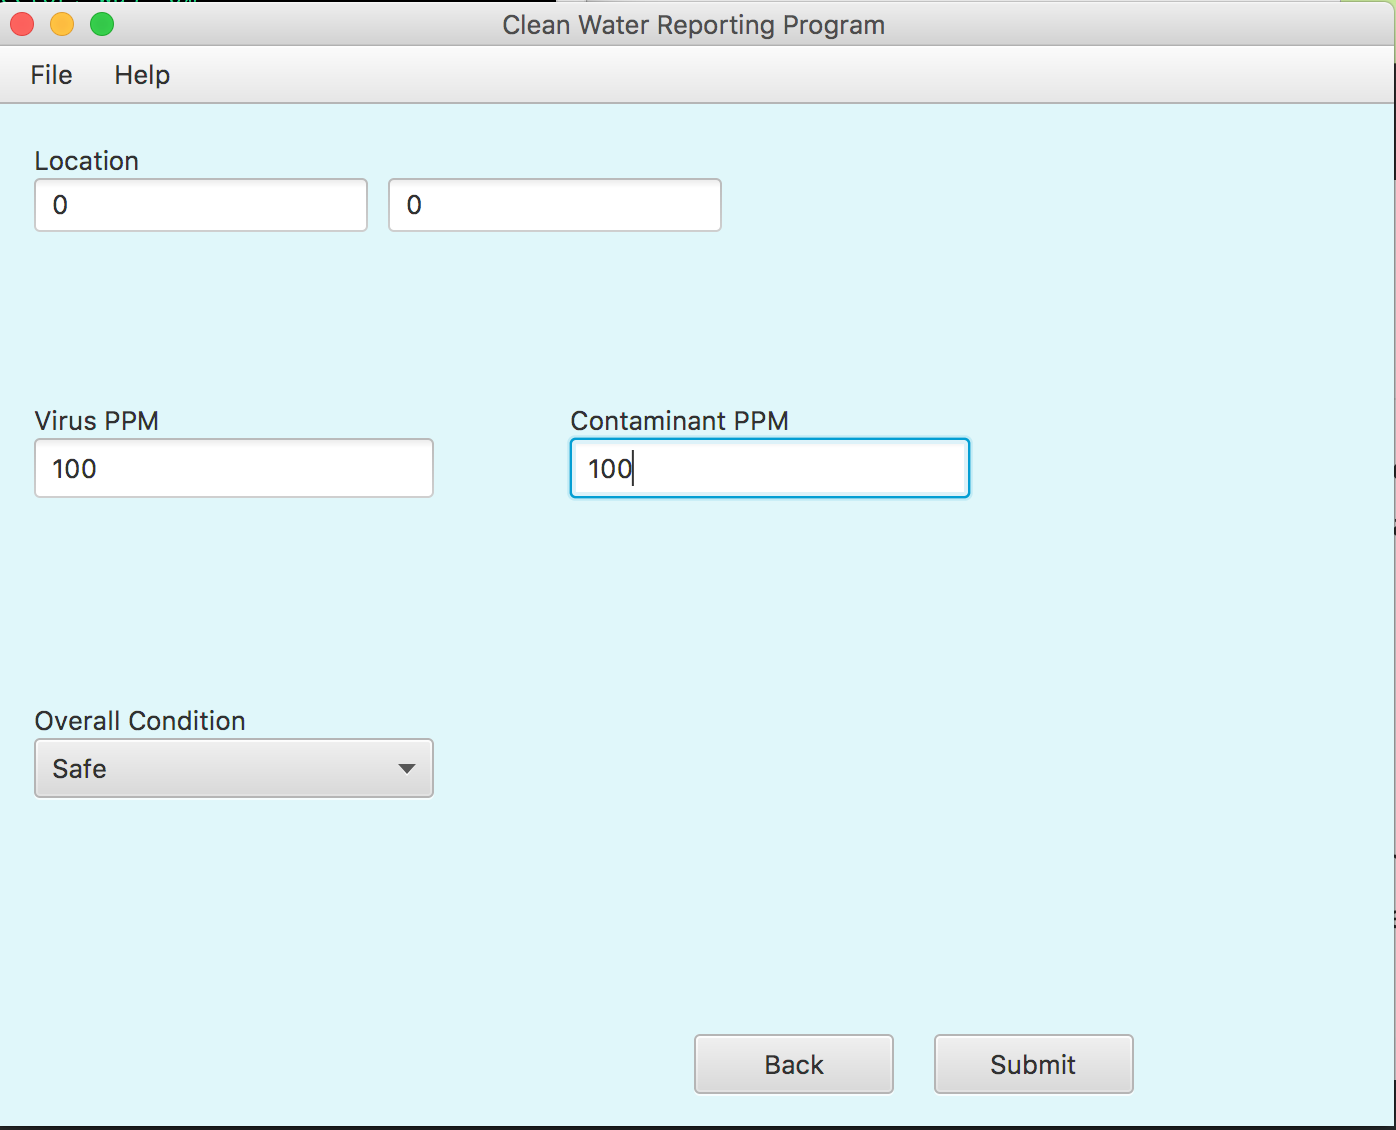 Clean Water Reporting Program
File Help
Location
0 0
Virus PPM Contaminant PPM
100 100
Overall Condition
Safe
Back Submit